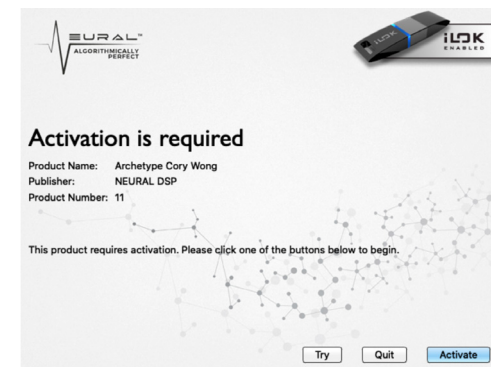 EURAL™
ALGORITHMICALLY
PERFECT
iLOK
iLOK
ENABLED
Activation is required
Product Name: Archetype Cory Wong
Publisher: NEURAL DSP
Product Number: 11
This product requires activation. Please click one of the buttons below to begin.
Try Quit Activate